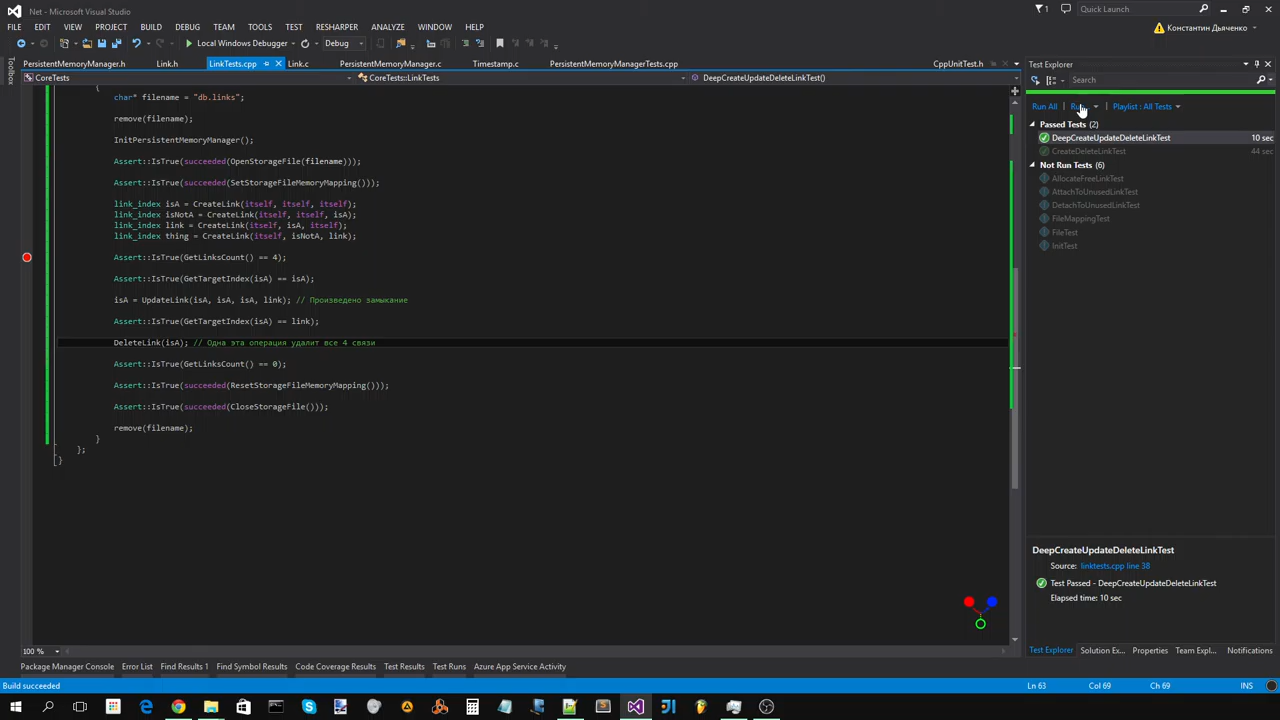 Net - Microsoft Visual Studio
1
Quick Launch
FILE EDIT VIEW PROJECT BUILD DEBUG TEAM TOOLS TEST RESHARPER ANALYZE WINDOW HELP
Константин Дьяченко
Local Windows Debugger Debug
Toolbox
PersistentMemoryManager.h Link.h LinkTests.cpp Link.c PersistentMemoryManager.c Timestamp.c PersistentMemoryManagerTests.cpp CppUnitTest.h
CoreTests CoreTests::LinkTests DeepCreateUpdateDeleteLinkTest()
{
char* filename = "db.links";
remove(filename);
InitPersistentMemoryManager();
Assert::IsTrue(succeeded(OpenStorageFile(filename)));
Assert::IsTrue(succeeded(SetStorageFileMemoryMapping()));
link_index isA = CreateLink(itself, itself, itself);
link_index isNotA = CreateLink(itself, itself, isA);
link_index link = CreateLink(itself, isA, itself);
link_index thing = CreateLink(itself, isNotA, link);
Assert::IsTrue(GetLinksCount() == 4);
Assert::IsTrue(GetTargetIndex(isA) == isA);
isA = UpdateLink(isA, isA, isA, link); // Произведено замыкание
Assert::IsTrue(GetTargetIndex(isA) == link);
DeleteLink(isA); // Одна эта операция удалит все 4 связи
Assert::IsTrue(GetLinksCount() == 0);
Assert::IsTrue(succeeded(ResetStorageFileMemoryMapping()));
Assert::IsTrue(succeeded(CloseStorageFile()));
remove(filename);
}
};
}
100 %
Test Explorer
Search
Run All | Playlist : All Tests
Passed Tests (2)
DeepCreateUpdateDeleteLinkTest 10 sec
CreateDeleteLinkTest 44 sec
Not Run Tests (6)
AllocateFreeLinkTest
AttachToUnusedLinkTest
DetachToUnusedLinkTest
FileMappingTest
FileTest
InitTest
DeepCreateUpdateDeleteLinkTest
Source: linktests.cpp line 38
Test Passed - DeepCreateUpdateDeleteLinkTest
Elapsed time: 10 sec
Test Explorer Solution Ex... Properties Team Expl... Notifications
Package Manager Console Error List Find Results 1 Find Symbol Results Code Coverage Results Test Results Test Runs Azure App Service Activity
Build succeeded Ln 63 Col 69 Ch 69 INS